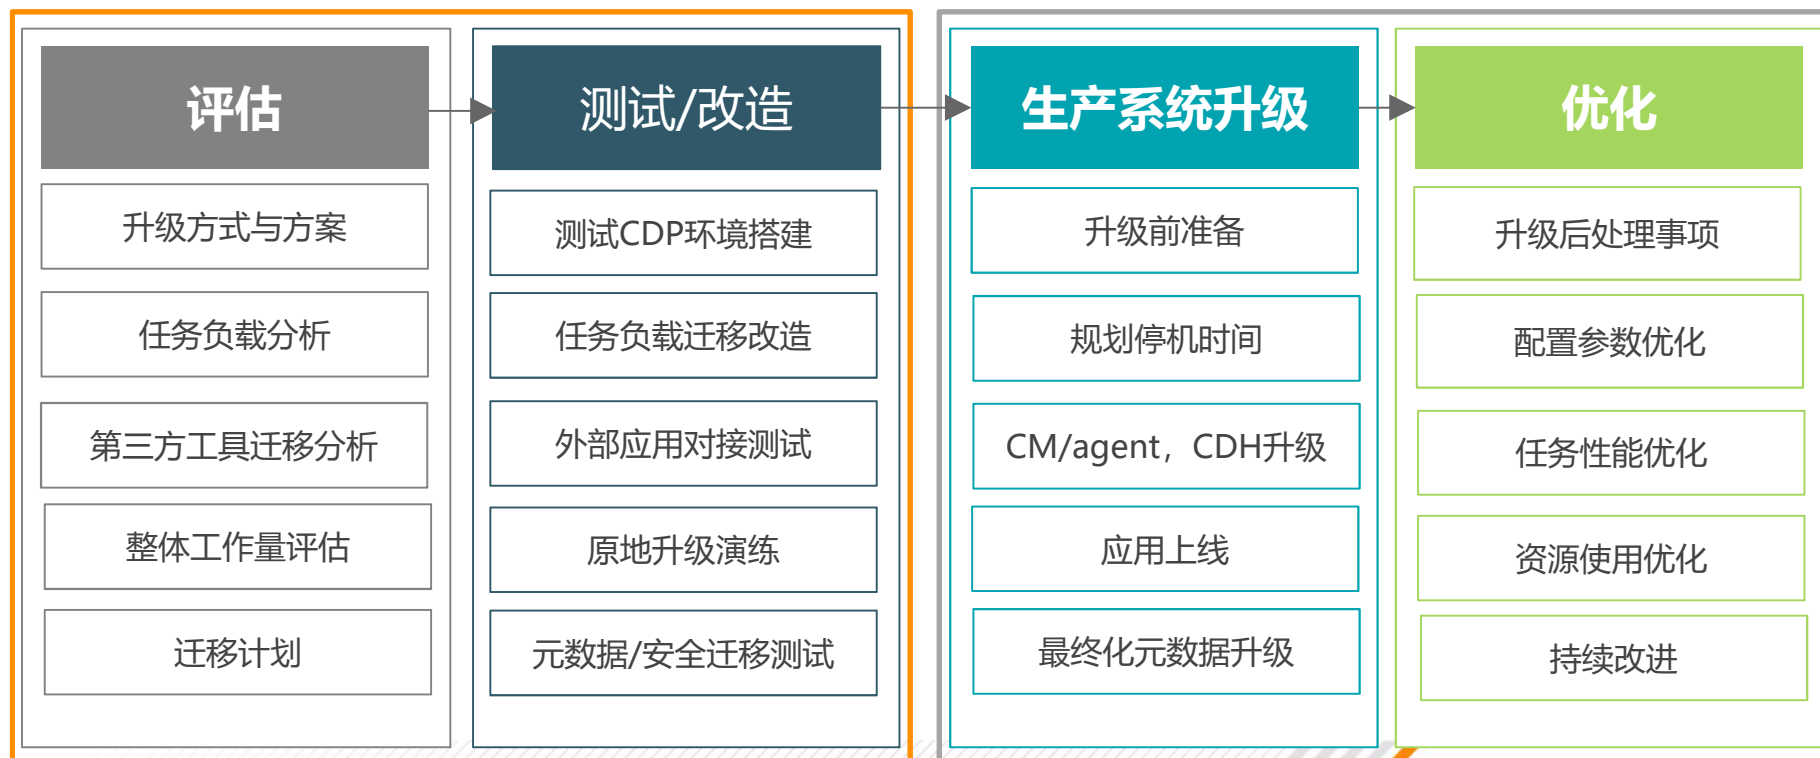 评估
升级方式与方案
任务负载分析
第三方工具迁移分析
整体工作量评估
迁移计划
测试/改造
测试CDP环境搭建
任务负载迁移改造
外部应用对接测试
原地升级演练
元数据/安全迁移测试
生产系统升级
升级前准备
规划停机时间
CM/agent，CDH升级
应用上线
最终化元数据升级
优化
升级后处理事项
配置参数优化
任务性能优化
资源使用优化
持续改进